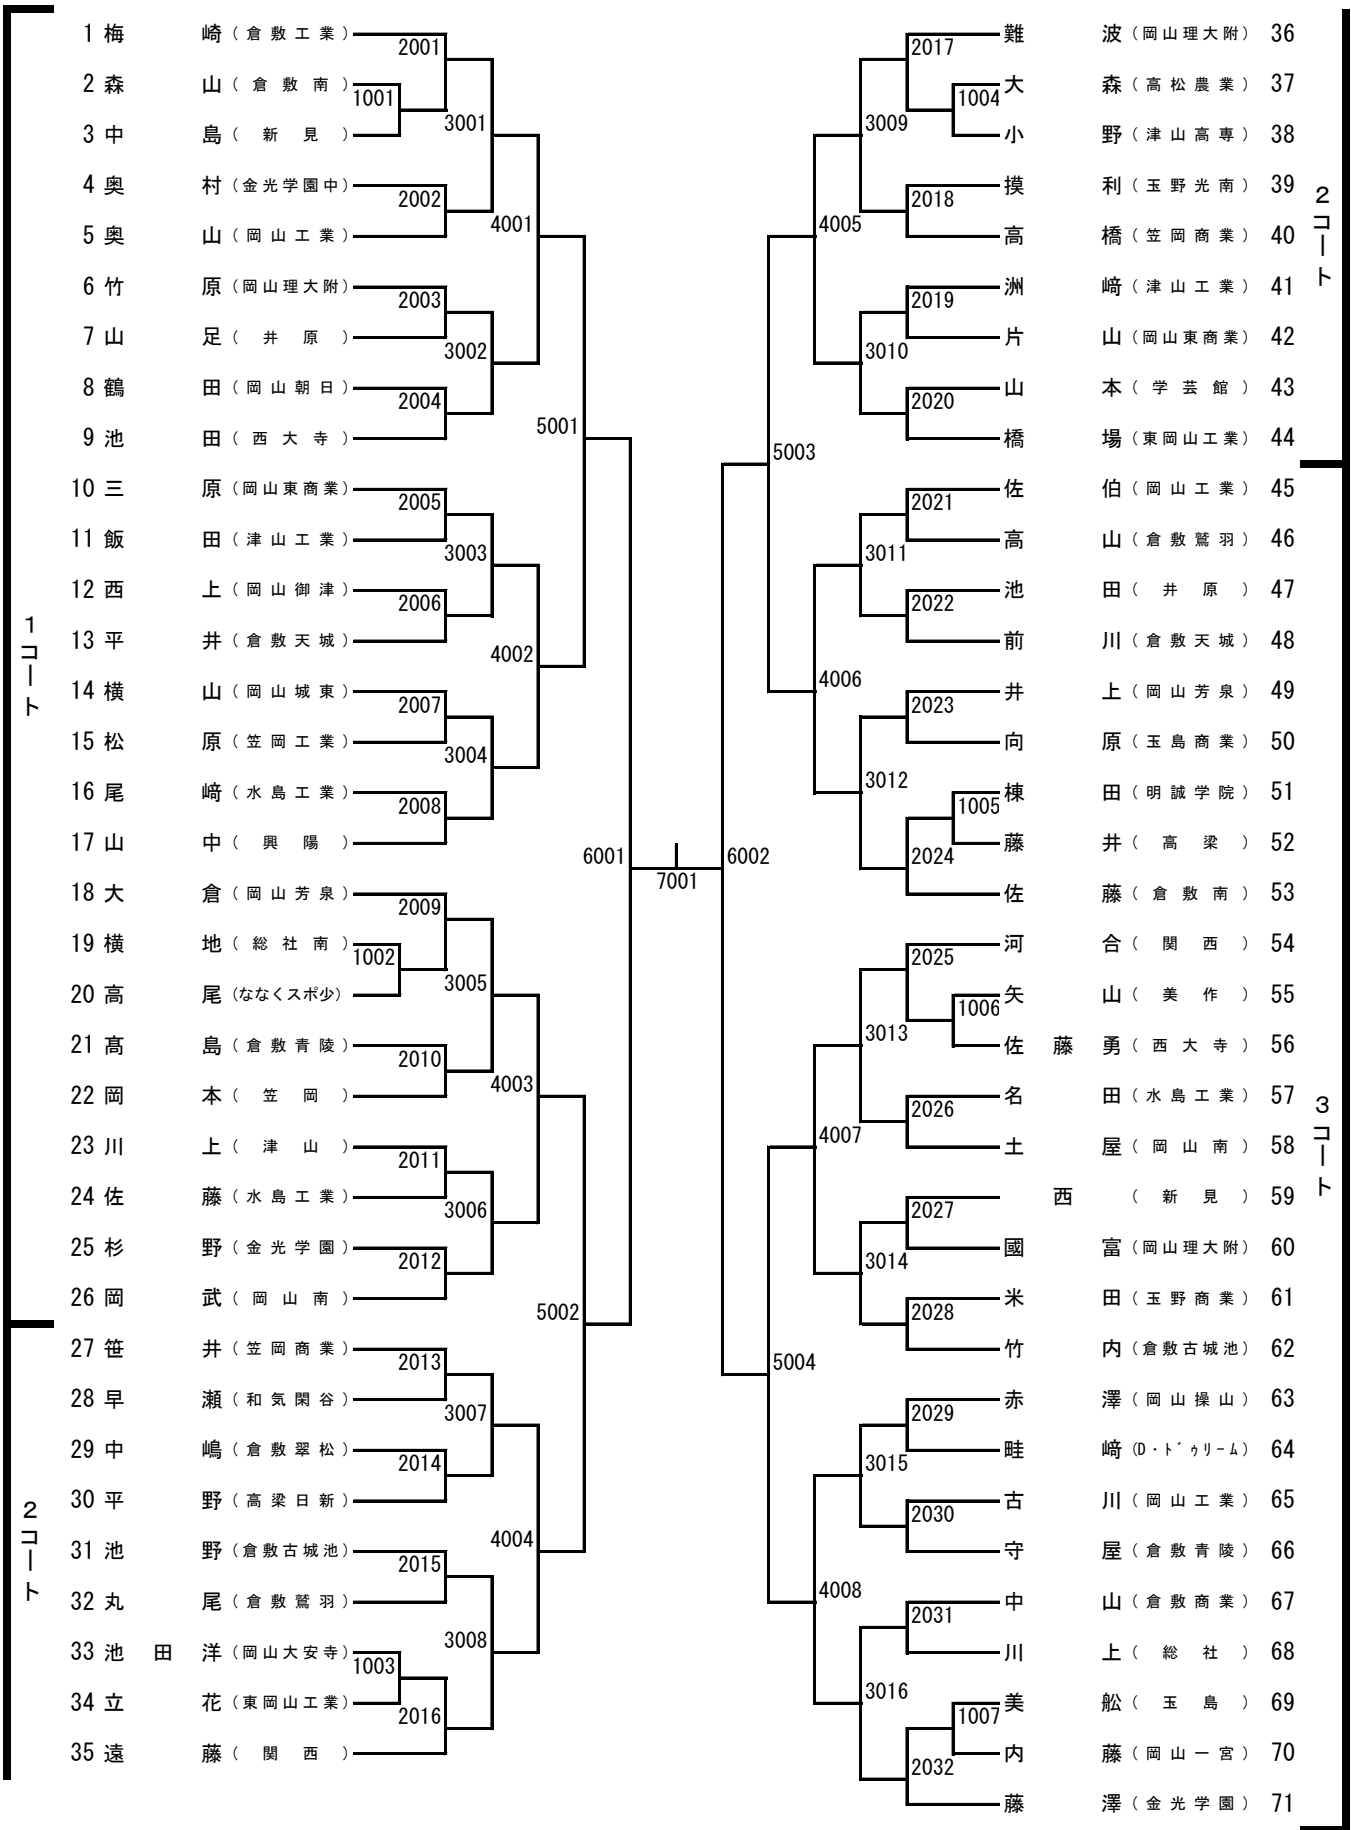 1 梅 崎 (倉敷工業)
2 森 山 (倉敷南)
3 中 島 (新見)
4 奥 村 (金光学園中)
5 奥 山 (岡山工業)
6 竹 原 (岡山理大附)
7 山 足 (井原)
8 鶴 田 (岡山朝日)
9 池 田 (西大寺)
10 三 原 (岡山東商業)
11 飯 田 (津山工業)
12 西 上 (岡山御津)
13 平 井 (倉敷天城)
14 横 山 (岡山城東)
15 松 原 (笠岡工業)
16 尾 﨑 (水島工業)
17 山 中 (興陽)
18 大 倉 (岡山芳泉)
19 横 地 (総社南)
20 高 尾 (ななくスポ少)
21 髙 島 (倉敷青陵)
22 岡 本 (笠岡)
23 川 上 (津山)
24 佐 藤 (水島工業)
25 杉 野 (金光学園)
26 岡 武 (岡山南)
27 笹 井 (笠岡商業)
28 早 瀬 (和気閑谷)
29 中 嶋 (倉敷翠松)
30 平 野 (高梁日新)
31 池 野 (倉敷古城池)
32 丸 尾 (倉敷鷲羽)
33 池 田 洋 (岡山大安寺)
34 立 花 (東岡山工業)
35 遠 藤 (関西)
1コート
2コート
1001
1002
1003
2001
2002
2003
2004
2005
2006
2007
2008
2009
2010
2011
2012
2013
2014
2015
2016
3001
3002
3003
3004
3005
3006
3007
3008
4001
4002
4003
4004
5001
5002
6001
7001
6002
5003
5004
4005
4006
4007
4008
3009
3010
3011
3012
3013
3014
3015
3016
2017
2018
2019
2020
2021
2022
2023
2024
2025
2026
2027
2028
2029
2030
2031
2032
1004
1005
1006
1007
難 波 (岡山理大附) 36
大 森 (高松農業) 37
小 野 (津山高専) 38
摸 利 (玉野光南) 39
高 橋 (笠岡商業) 40
洲 﨑 (津山工業) 41
片 山 (岡山東商業) 42
山 本 (学芸館) 43
橋 場 (東岡山工業) 44
佐 伯 (岡山工業) 45
高 山 (倉敷鷲羽) 46
池 田 (井原) 47
前 川 (倉敷天城) 48
井 上 (岡山芳泉) 49
向 原 (玉島商業) 50
棟 田 (明誠学院) 51
藤 井 (高梁) 52
佐 藤 (倉敷南) 53
河 合 (関西) 54
矢 山 (美作) 55
佐 藤 勇 (西大寺) 56
名 田 (水島工業) 57
土 屋 (岡山南) 58
西 (新見) 59
國 富 (岡山理大附) 60
米 田 (玉野商業) 61
竹 内 (倉敷古城池) 62
赤 澤 (岡山操山) 63
畦 﨑 (D・ﾄﾞｩﾘｰﾑ) 64
古 川 (岡山工業) 65
守 屋 (倉敷青陵) 66
中 山 (倉敷商業) 67
川 上 (総社) 68
美 舩 (玉島) 69
内 藤 (岡山一宮) 70
藤 澤 (金光学園) 71
2コート
3コート